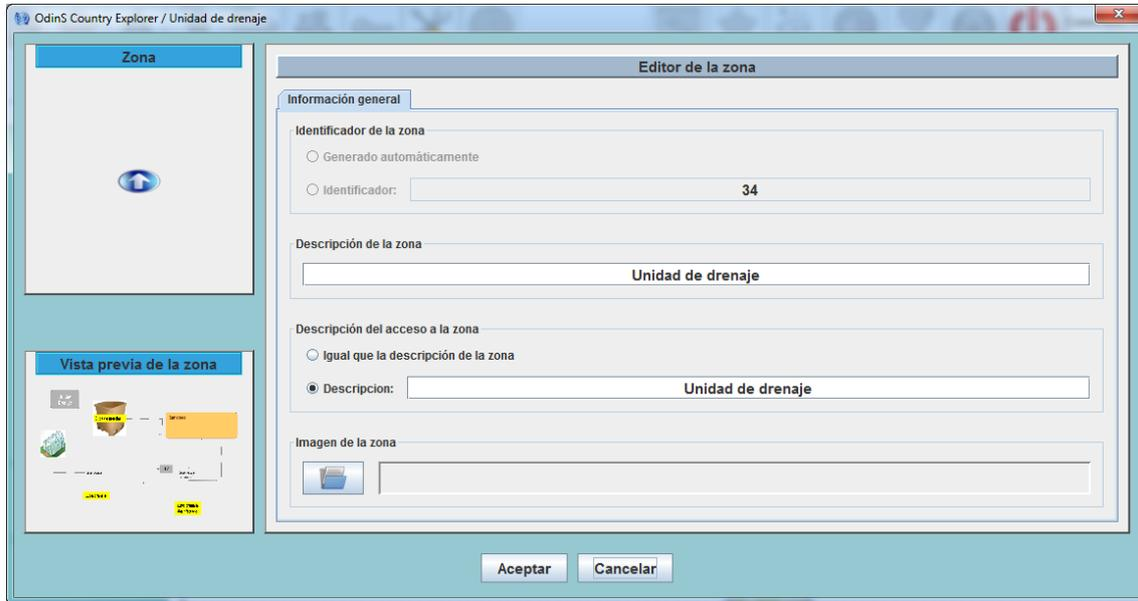 OdinS Country Explorer / Unidad de drenaje
Zona
Editor de la zona
Información general
Identificador de la zona
Generado automáticamente
Identificador:
34
Descripción de la zona
Unidad de drenaje
Descripción del acceso a la zona
Igual que la descripción de la zona
Descripcion:
Unidad de drenaje
Vista previa de la zona
Imagen de la zona
Aceptar
Cancelar